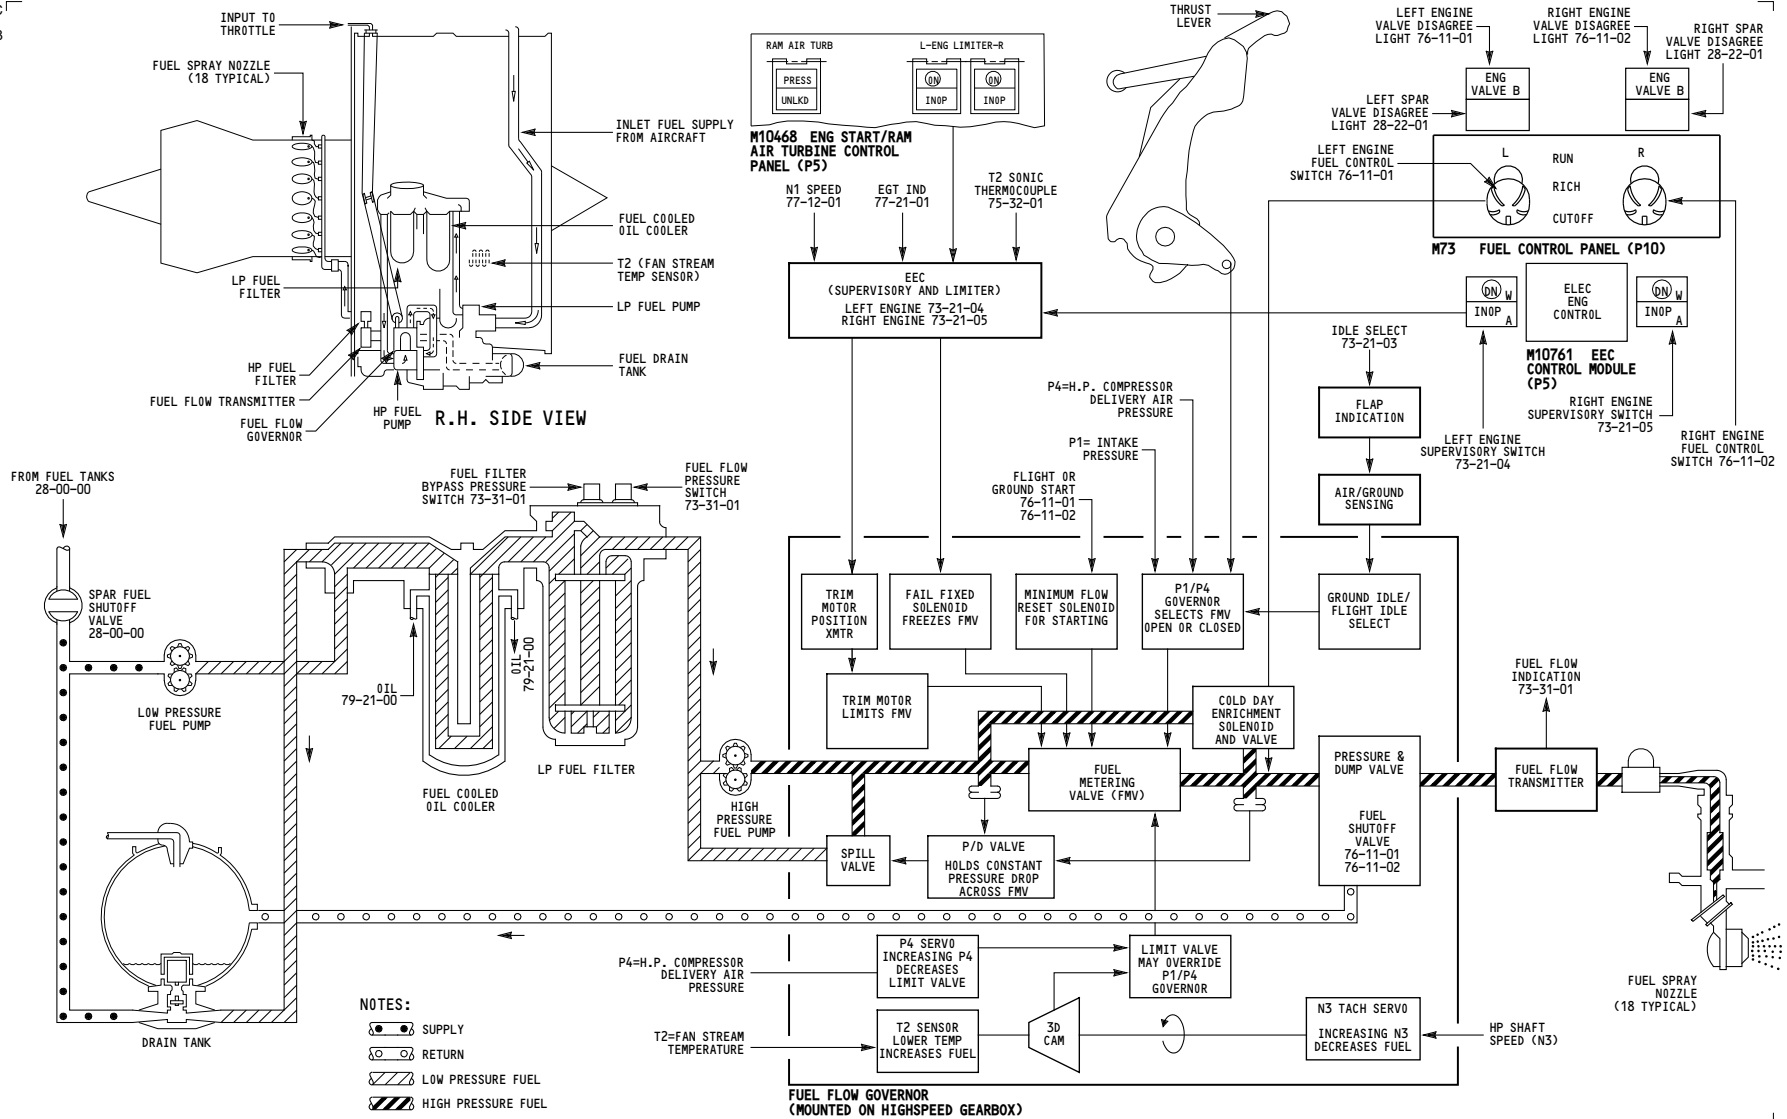 C
B
INPUT TO
THROTTLE
FUEL SPRAY NOZZLE
(18 TYPICAL)
INLET FUEL SUPPLY
FROM AIRCRAFT
FUEL COOLED
OIL COOLER
T2 (FAN STREAM
TEMP SENSOR)
LP FUEL
FILTER
LP FUEL PUMP
HP FUEL
FILTER
FUEL DRAIN
TANK
FUEL FLOW TRANSMITTER
FUEL FLOW
GOVERNOR
HP FUEL
PUMP
R.H. SIDE VIEW
RAM AIR TURB
L-ENG LIMITER-R
PRESS
UNLKD
ON
INOP
ON
INOP
M10468 ENG START/RAM
AIR TURBINE CONTROL
PANEL (P5)
N1 SPEED
77-12-01
EGT IND
77-21-01
T2 SONIC
THERMOCOUPLE
75-32-01
EEC
(SUPERVISORY AND LIMITER)
LEFT ENGINE 73-21-04
RIGHT ENGINE 73-21-05
THRUST
LEVER
LEFT ENGINE
VALVE DISAGREE
LIGHT 76-11-01
RIGHT ENGINE
VALVE DISAGREE
LIGHT 76-11-02
RIGHT SPAR
VALVE DISAGREE
LIGHT 28-22-01
ENG
VALVE B
ENG
VALVE B
LEFT SPAR
VALVE DISAGREE
LIGHT 28-22-01
LEFT ENGINE
FUEL CONTROL
SWITCH 76-11-01
L
RUN
RICH
CUTOFF
R
M73 FUEL CONTROL PANEL (P10)
ON W
INOP
A
ELEC
ENG
CONTROL
ON W
INOP
A
M10761 EEC
CONTROL MODULE
(P5)
IDLE SELECT
73-21-03
FLAP
INDICATION
AIR/GROUND
SENSING
RIGHT ENGINE
SUPERVISORY SWITCH
73-21-05
LEFT ENGINE
SUPERVISORY SWITCH
73-21-04
RIGHT ENGINE
FUEL CONTROL
SWITCH 76-11-02
P4=H.P. COMPRESSOR
DELIVERY AIR
PRESSURE
P1= INTAKE
PRESSURE
FLIGHT OR
GROUND START
76-11-01
76-11-02
FROM FUEL TANKS
28-00-00
FUEL FILTER
BYPASS PRESSURE
SWITCH 73-31-01
FUEL FLOW
PRESSURE
SWITCH
73-31-01
SPAR FUEL
SHUTOFF
VALVE
28-00-00
LOW PRESSURE
FUEL PUMP
OIL
79-21-00
OIL
79-21-00
FUEL COOLED
OIL COOLER
LP FUEL FILTER
HIGH
PRESSURE
FUEL PUMP
TRIM
MOTOR
POSITION
XMTR
FAIL FIXED
SOLENOID
FREEZES FMV
MINIMUM FLOW
RESET SOLENOID
FOR STARTING
P1/P4
GOVERNOR
SELECTS FMV
OPEN OR CLOSED
GROUND IDLE/
FLIGHT IDLE
SELECT
TRIM MOTOR
LIMITS FMV
COLD DAY
ENRICHMENT
SOLENOID
AND VALVE
FUEL
METERING
VALVE (FMV)
PRESSURE &
DUMP VALVE
FUEL
SHUTOFF
VALVE
76-11-01
76-11-02
FUEL FLOW
INDICATION
73-31-01
FUEL FLOW
TRANSMITTER
SPILL
VALVE
P/D VALVE
HOLDS CONSTANT
PRESSURE DROP
ACROSS FMV
P4=H.P. COMPRESSOR
DELIVERY AIR
PRESSURE
P4 SERVO
INCREASING P4
DECREASES
LIMIT VALVE
LIMIT VALVE
MAY OVERRIDE
P1/P4
GOVERNOR
T2=FAN STREAM
TEMPERATURE
T2 SENSOR
LOWER TEMP
INCREASES FUEL
3D
CAM
N3 TACH SERVO
INCREASING N3
DECREASES FUEL
HP SHAFT
SPEED (N3)
FUEL SPRAY
NOZZLE
(18 TYPICAL)
DRAIN TANK
NOTES:
SUPPLY
RETURN
LOW PRESSURE FUEL
HIGH PRESSURE FUEL
FUEL FLOW GOVERNOR
(MOUNTED ON HIGHSPEED GEARBOX)